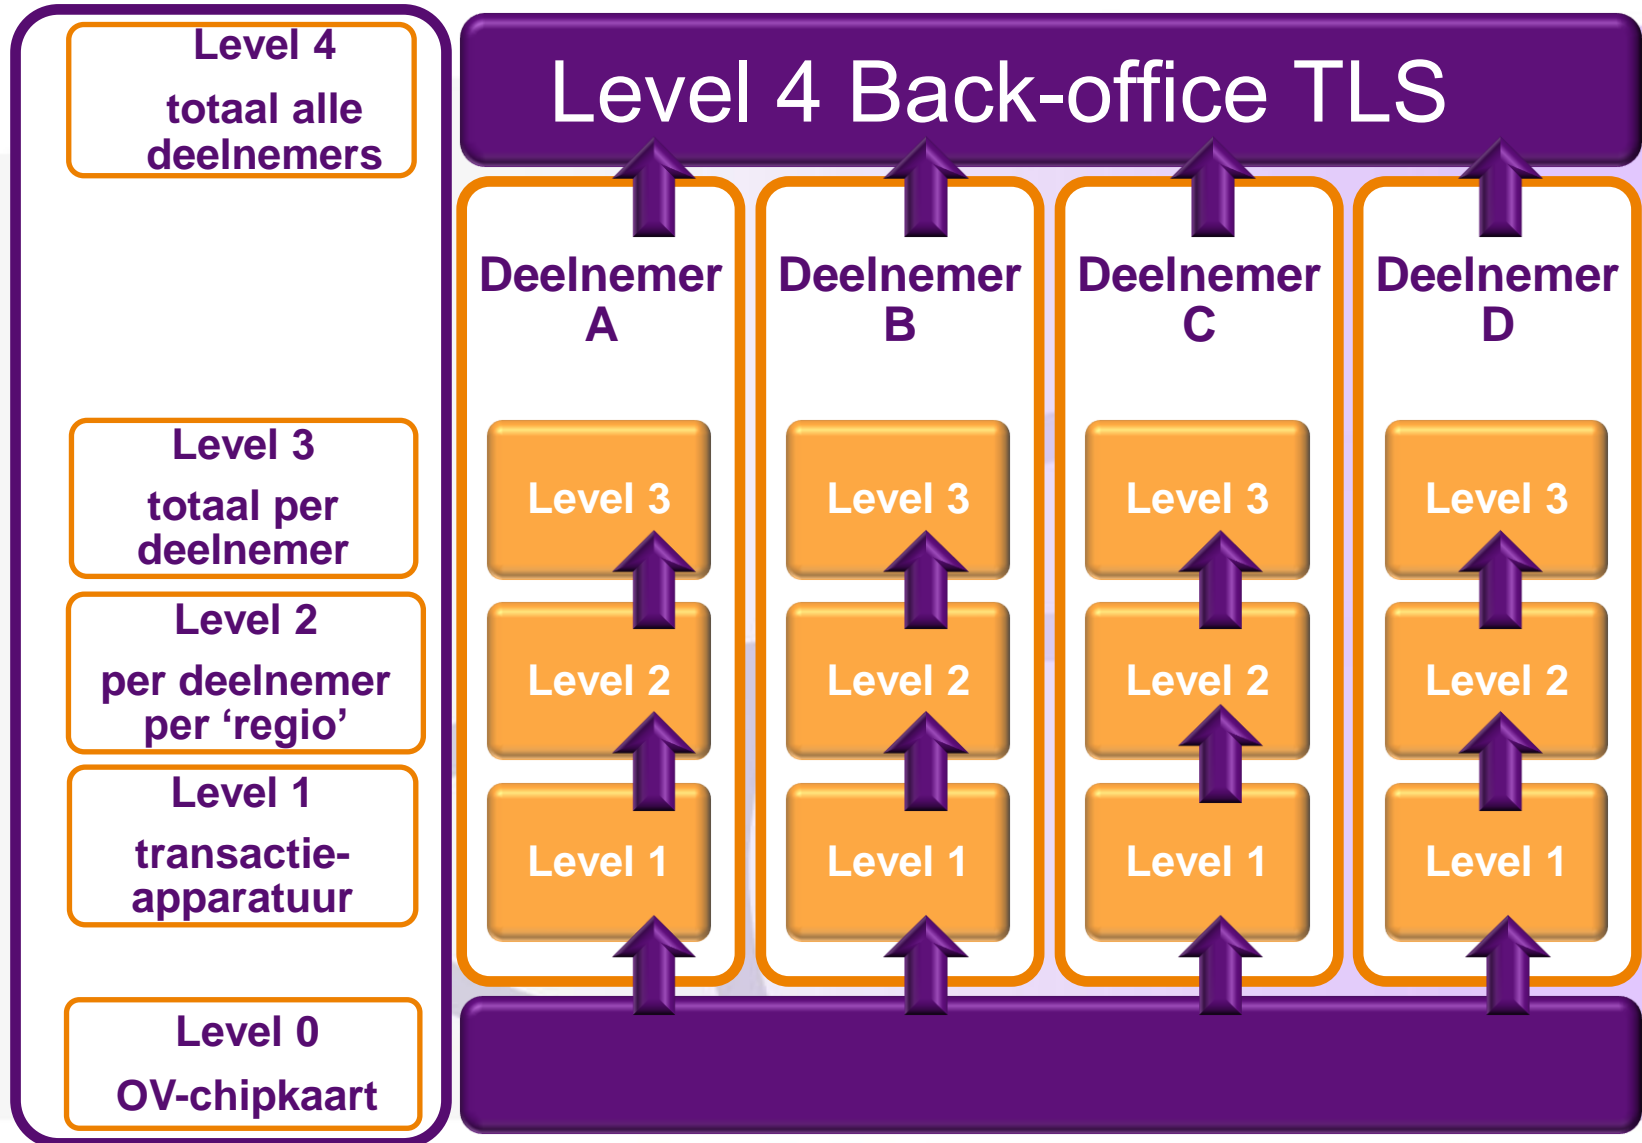 Level 4
totaal alle
deelnemers
Level 3
totaal per
deelnemer
Level 2
per deelnemer
per ‘regio’
Level 1
transactie-
apparatuur
Level 0
OV-chipkaart
Level 4 Back-office TLS
Deelnemer
A
Level 3
Level 2
Level 1
Deelnemer
B
Level 3
Level 2
Level 1
Deelnemer
C
Level 3
Level 2
Level 1
Deelnemer
D
Level 3
Level 2
Level 1